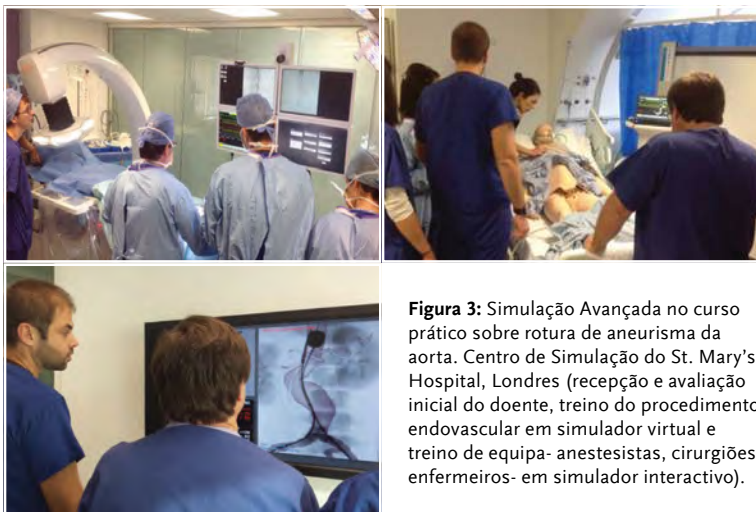 Figura 3: Simulação Avançada no curso
prático sobre rotura de aneurisma da
aorta. Centro de Simulação do St. Mary's
Hospital, Londres (recepção e avaliação
inicial do doente, treino do procedimento
endovascular em simulador virtual e
treino de equipa- anestesistas, cirurgiões
enfermeiros- em simulador interactivo).